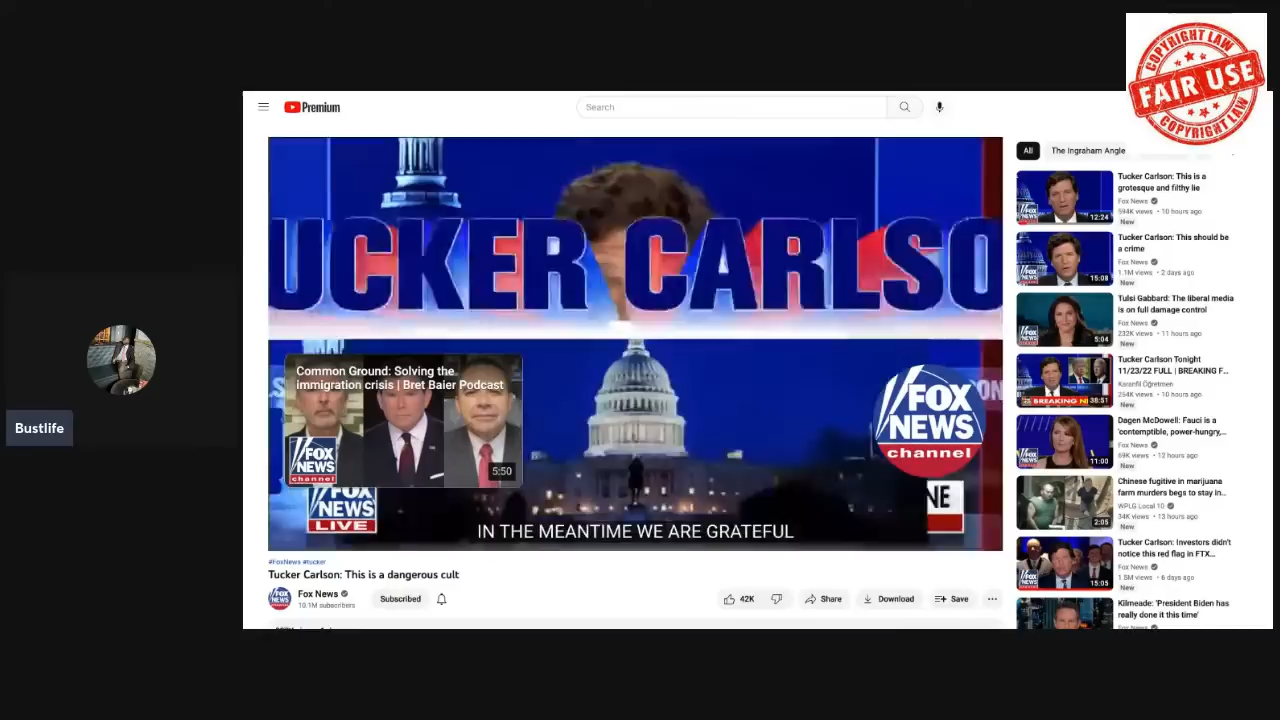 COPYRIGHT LAW
FAIR USE
COPYRIGHT LAW
Premium
Search
All
The Ingraham Angle
UCKER CARLSO
Common Ground: Solving the
immigration crisis | Bret Baier Podcast
FOX
NEWS
channel
5:50
FOX
NEWS
channel
FOX
NEWS
LIVE
NE
IN THE MEANTIME WE ARE GRATEFUL
#FoxNews #tucker
Tucker Carlson: This is a dangerous cult
Fox News
Subscribed
42K
Share
Download
Save
Bustlife
Tucker Carlson: This is a
grotesque and filthy lie
Fox News
594K views • 10 hours ago
New
12:24
Tucker Carlson: This should be
a crime
Fox News
1.1M views • 2 days ago
New
15:08
Tulsi Gabbard: The liberal media
is on full damage control
Fox News
232K views • 11 hours ago
New
5:04
Tucker Carlson Tonight
11/23/22 FULL | BREAKING F...
Karanfil Öğretmen
254K views • 10 hours ago
New
BREAKING NE
38:51
Dagen McDowell: Fauci is a
'contemptible, power-hungry,...
Fox News
69K views • 12 hours ago
New
11:00
Chinese fugitive in marijuana
farm murders begs to stay in...
WPLG Local 10
34K views • 13 hours ago
New
2:05
Tucker Carlson: Investors didn't
notice this red flag in FTX...
Fox News
1.5M views • 6 days ago
New
15:05
Kilmeade: 'President Biden has
really done it this time'